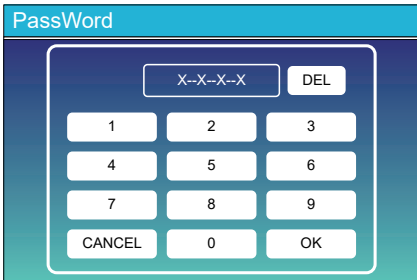 PassWord
X--X--X--X DEL
1 2 3
4 5 6
7 8 9
CANCEL 0 OK